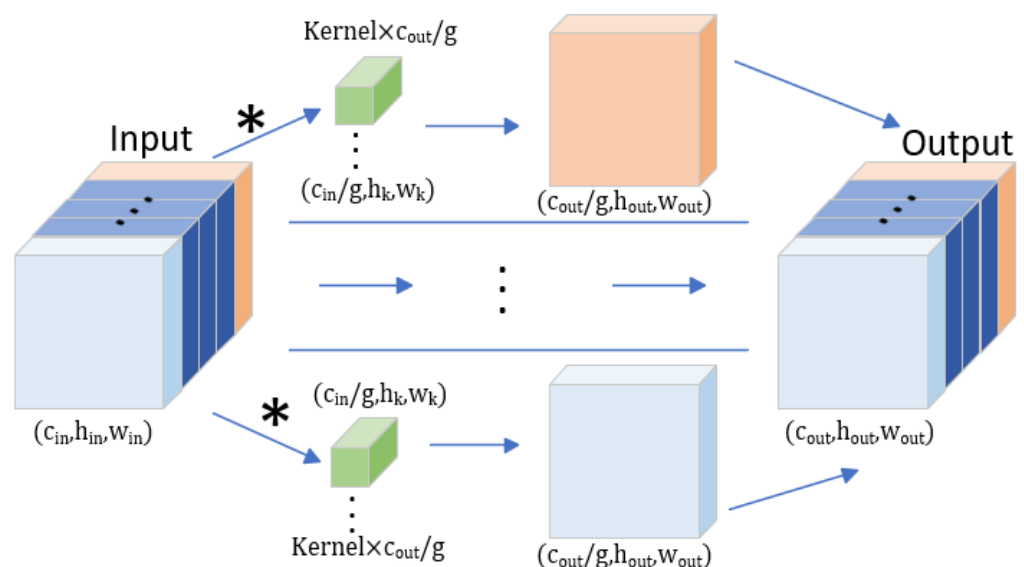 Kernel×cout/g
*
Input
(cin/g,hk,wk)
(cout/g,hout,wout)
Output
(cin/g,hk,wk)
*
(cin,hin,win)
(cout,hout,wout)
Kernel×cout/g
(cout/g,hout,wout)